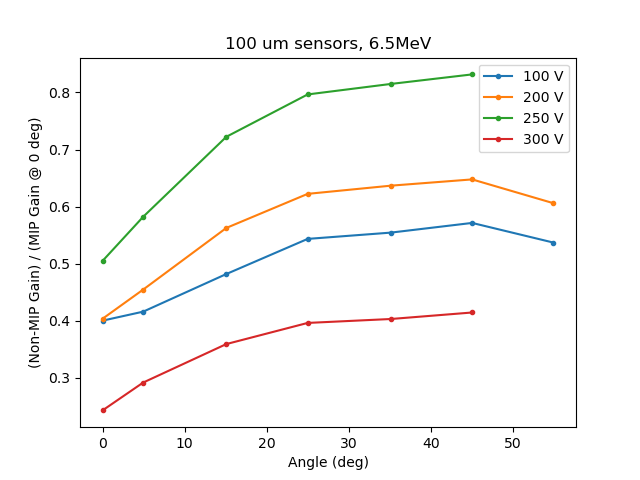 100 um sensors, 6.5MeV
(Non-MIP Gain) / (MIP Gain @ 0 deg)
0.8
0.7
0.6
0.5
0.4
0.3
100 V
200 V
250 V
300 V
0 10 20 30 40 50
Angle (deg)